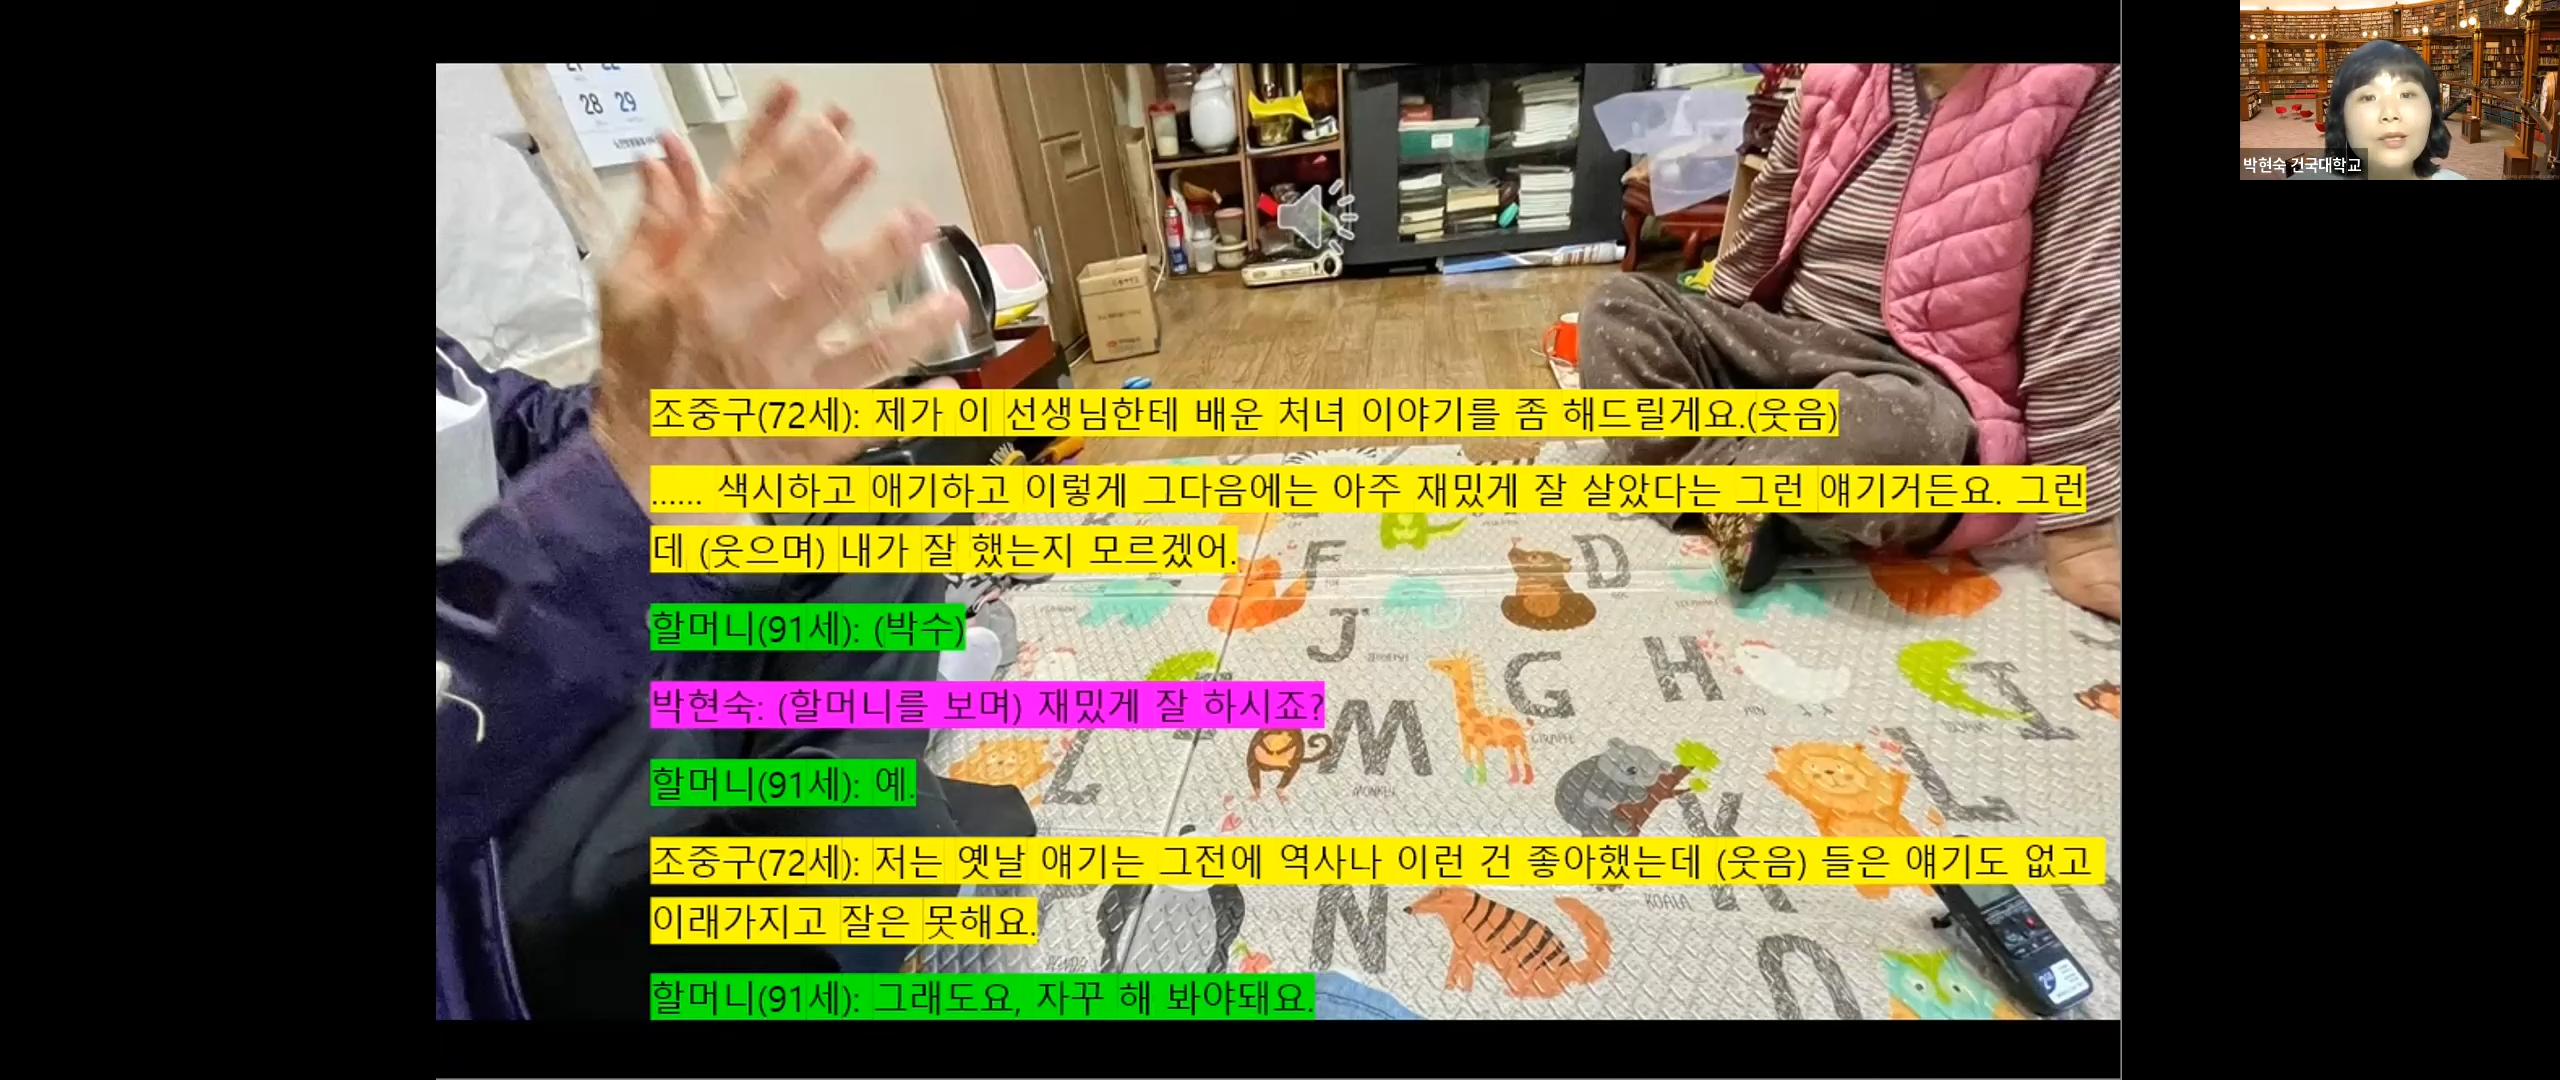 28 29
박현숙 건국대학교
조중구(72세): 제가 이 선생님한테 배운 처녀 이야기를 좀 해드릴게요.(웃음)
...... 색시하고 애기하고 이렇게 그다음에는 아주 재밌게 잘 살았다는 그런 얘기거든요. 그런
데 (웃으며) 내가 잘 했는지 모르겠어.
할머니(91세): (박수)
박현숙: (할머니를 보며) 재밌게 잘 하시죠?
할머니(91세): 예.
조중구(72세): 저는 옛날 얘기는 그전에 역사나 이런 건 좋아했는데 (웃음) 들은 얘기도 없고
이래가지고 잘은 못해요.
할머니(91세): 그래도요, 자꾸 해 봐야돼요.
F
D
J
G
H
M
MONKEY
L
N
KOALA
U